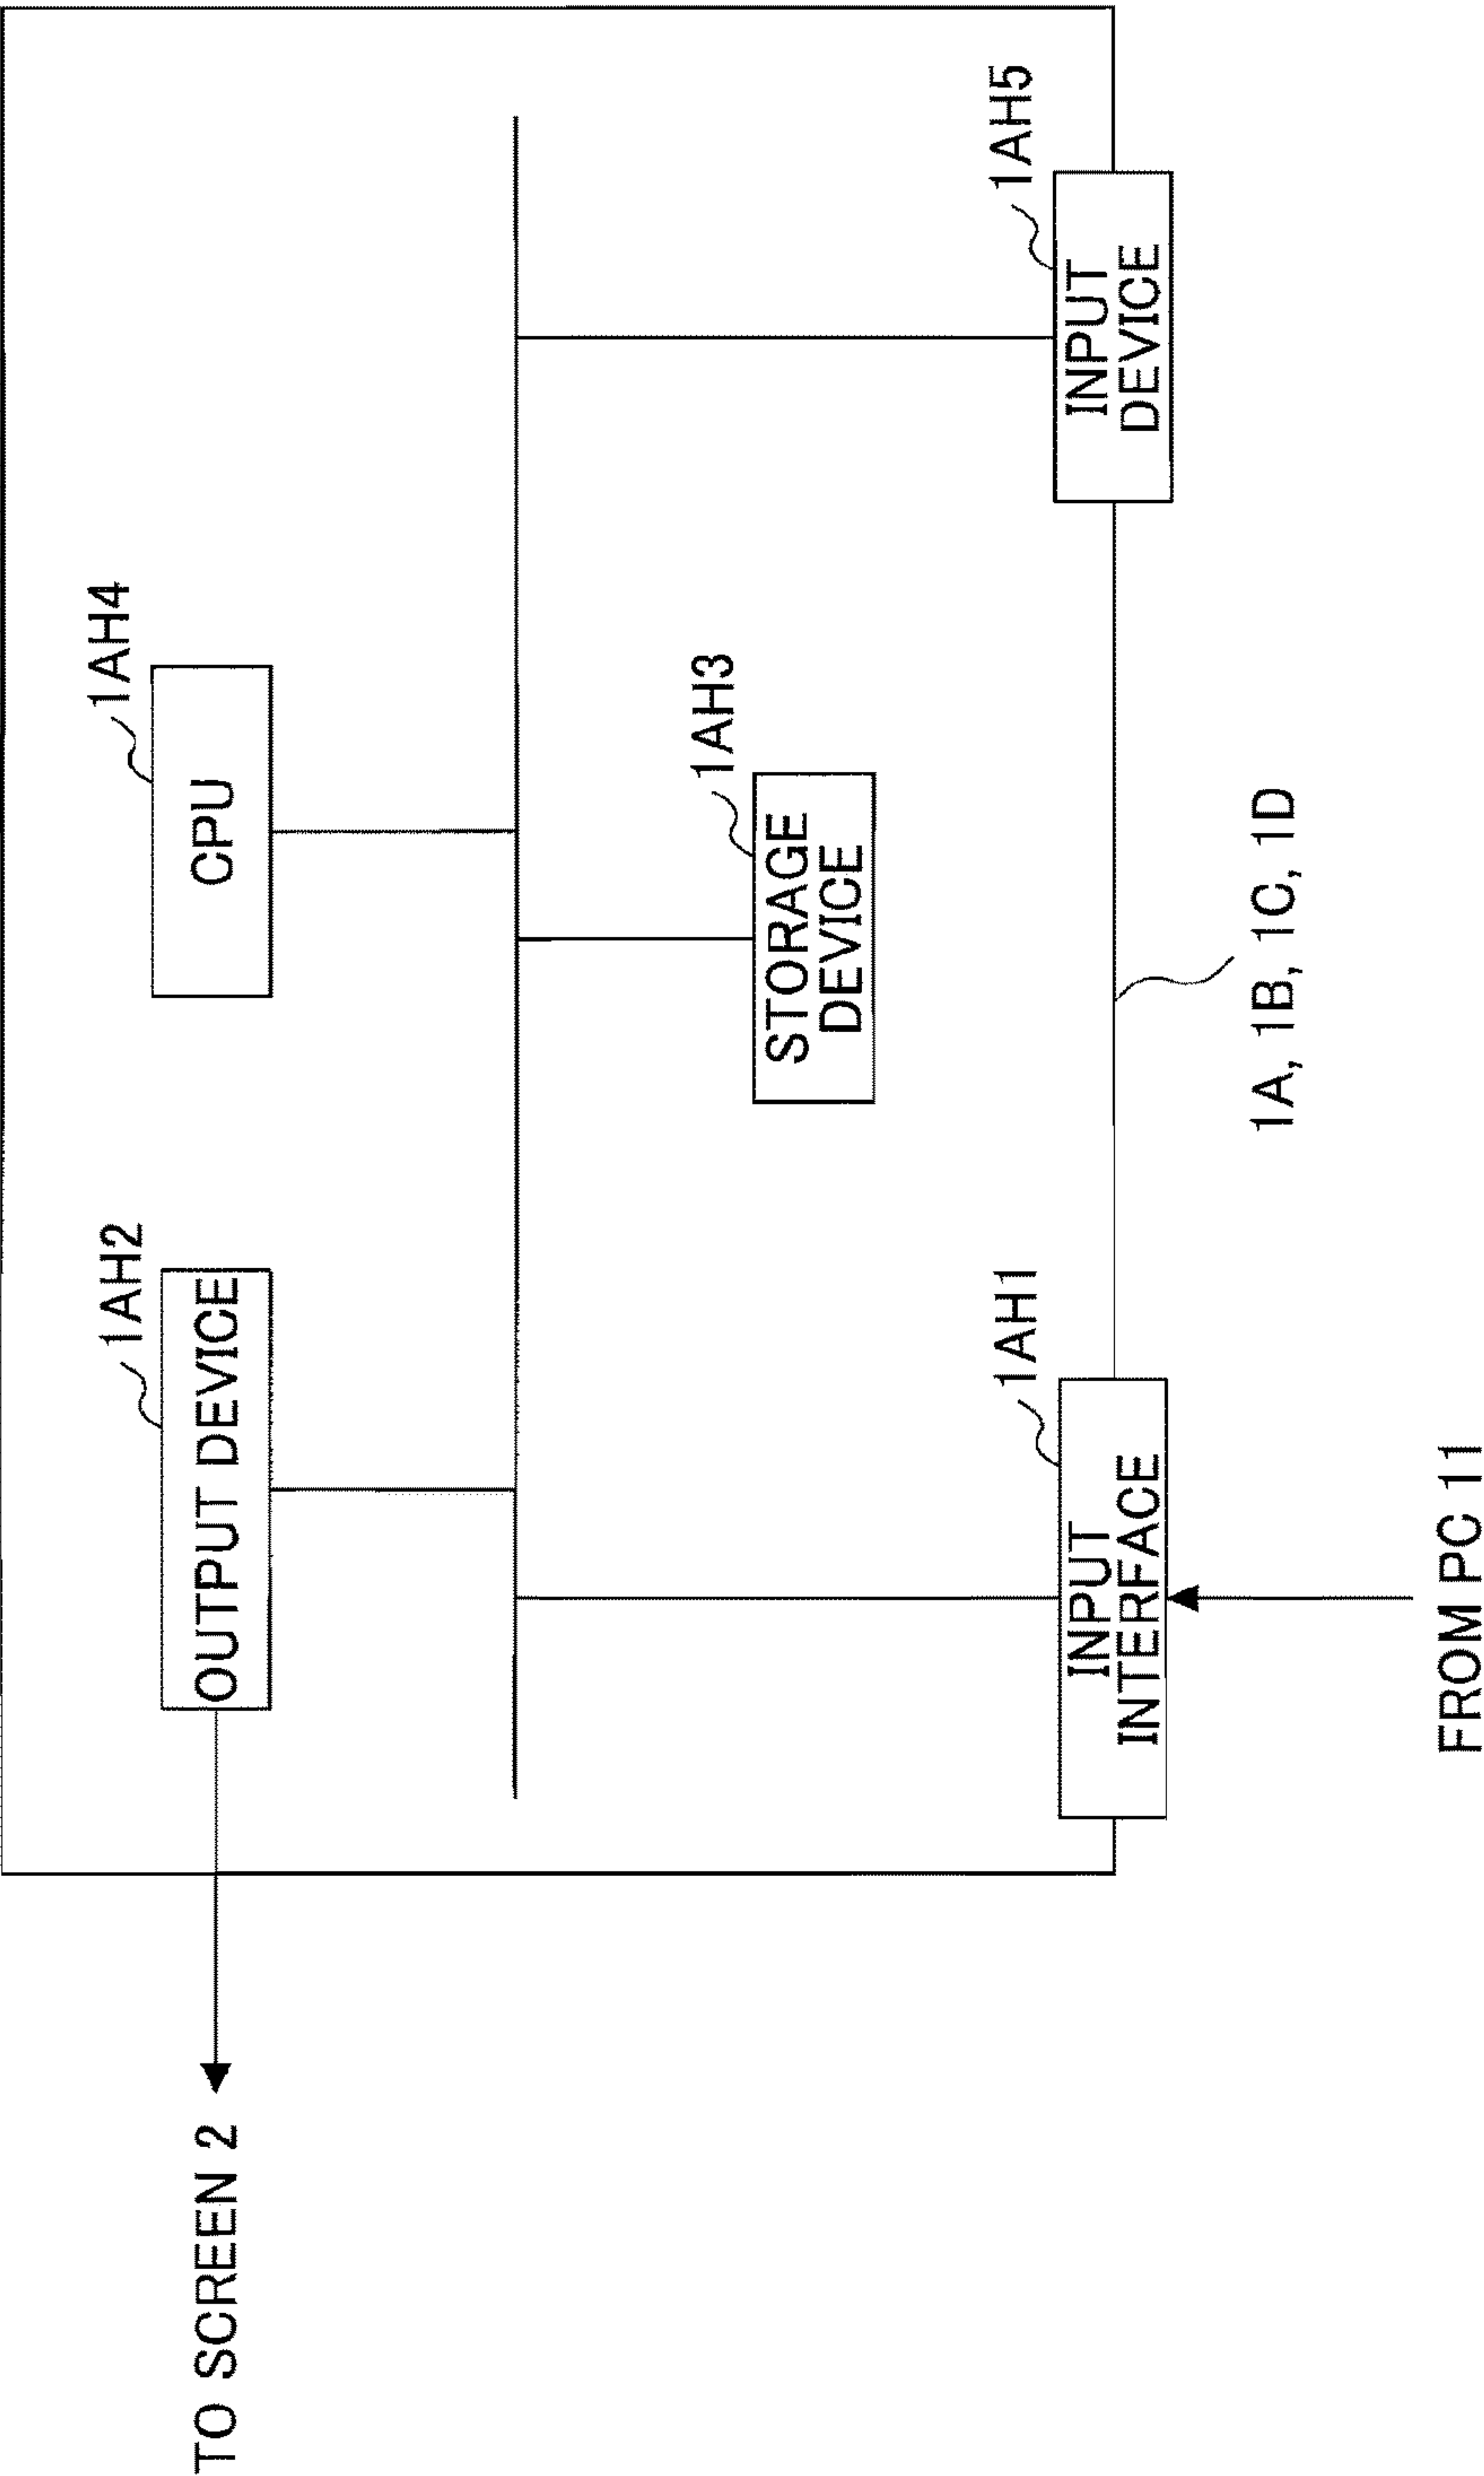 1AH2
OUTPUT DEVICE
1AH4
CPU
TO SCREEN 2
1AH3
STORAGE
DEVICE
1AH1
INPUT
INTERFACE
1AH5
INPUT
DEVICE
1A, 1B, 1C, 1D
FROM PC 11